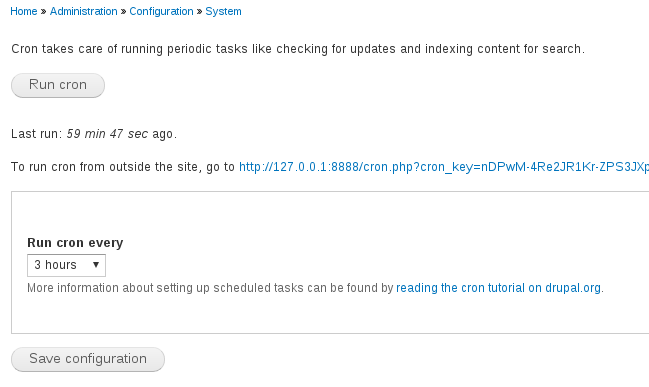 Home » Administration » Configuration » System
Cron takes care of running periodic tasks like checking for updates and indexing content for search.
Run cron
Last run: 59 min 47 sec ago.
To run cron from outside the site, go to http://127.0.0.1:8888/cron.php?cron_key=nDPwM-4Re2JR1Kr-ZPS3JXp
Run cron every
3 hours
More information about setting up scheduled tasks can be found by reading the cron tutorial on drupal.org.
Save configuration